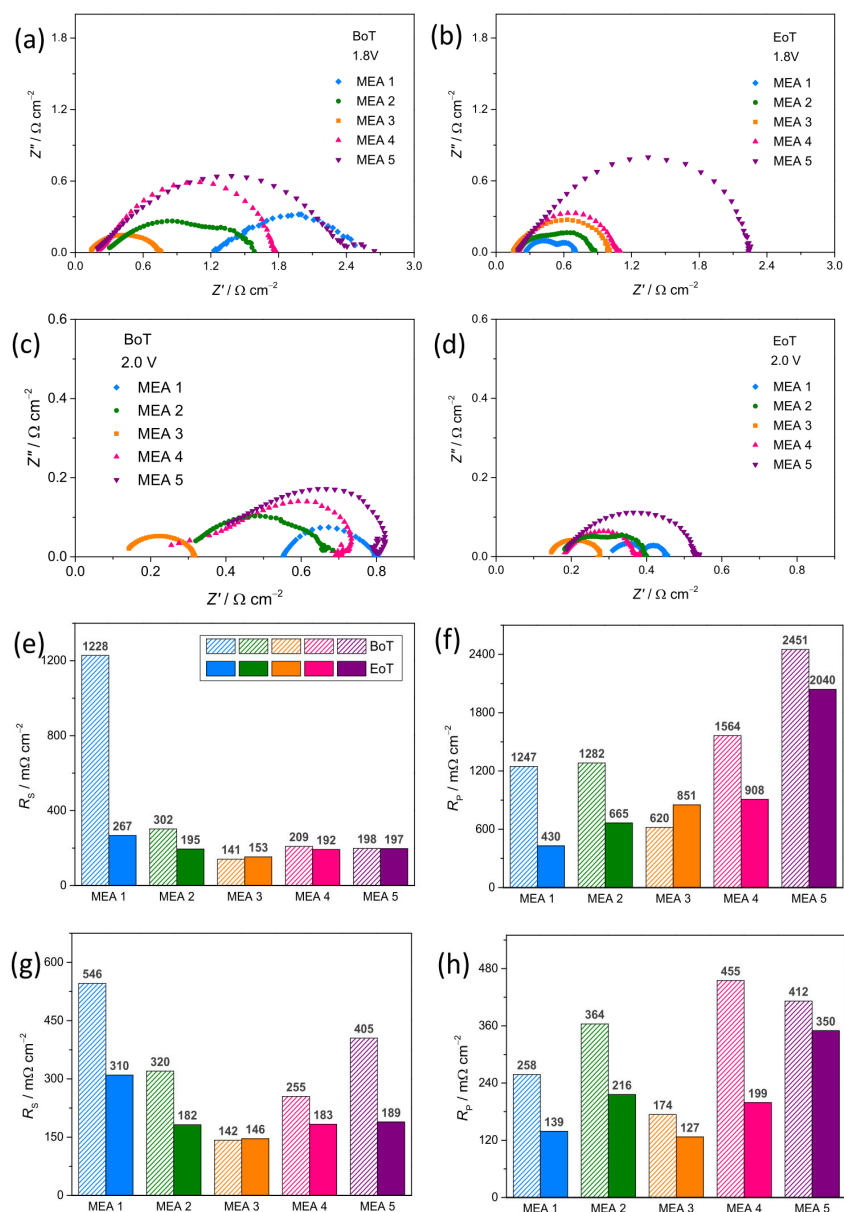 (a)
BoT
1.8V
MEA 1
MEA 2
MEA 3
MEA 4
MEA 5
Z″ / Ω cm⁻²
1.8
1.2
0.6
0.0
0.0 0.6 1.2 1.8 2.4 3.0
Z′ / Ω cm⁻²
(b)
EoT
1.8V
MEA 1
MEA 2
MEA 3
MEA 4
MEA 5
Z″ / Ω cm⁻²
1.8
1.2
0.6
0.0
0.0 0.6 1.2 1.8 2.4 3.0
Z′ / Ω cm⁻²
(c)
BoT
2.0 V
MEA 1
MEA 2
MEA 3
MEA 4
MEA 5
Z″ / Ω cm⁻²
0.6
0.4
0.2
0.0
0.0 0.2 0.4 0.6 0.8
Z′ / Ω cm⁻²
(d)
EoT
2.0 V
MEA 1
MEA 2
MEA 3
MEA 4
MEA 5
Z″ / Ω cm⁻²
0.6
0.4
0.2
0.0
0.0 0.2 0.4 0.6 0.8
Z′ / Ω cm⁻²
(e)
BoT
EoT
R_S / mΩ cm⁻²
1200
800
400
0
1228
267
302
195
141
153
209
192
198
197
MEA 1 MEA 2 MEA 3 MEA 4 MEA 5
(f)
R_P / mΩ cm⁻²
2400
1800
1200
600
0
1247
430
1282
665
620
851
1564
908
2451
2040
MEA 1 MEA 2 MEA 3 MEA 4 MEA 5
(g)
R_S / mΩ cm⁻²
600
450
300
150
0
546
310
320
182
142
146
255
183
405
189
MEA 1 MEA 2 MEA 3 MEA 4 MEA 5
(h)
R_P / mΩ cm⁻²
480
360
240
120
0
258
139
364
216
174
127
455
199
412
350
MEA 1 MEA 2 MEA 3 MEA 4 MEA 5